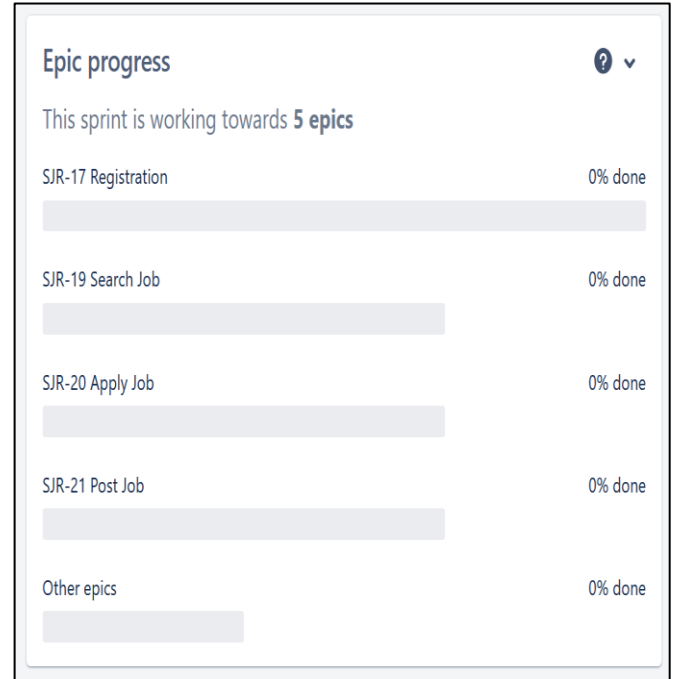 Epic progress
?
This sprint is working towards 5 epics
SJR-17 Registration 0% done
SJR-19 Search Job 0% done
SJR-20 Apply Job 0% done
SJR-21 Post Job 0% done
Other epics 0% done